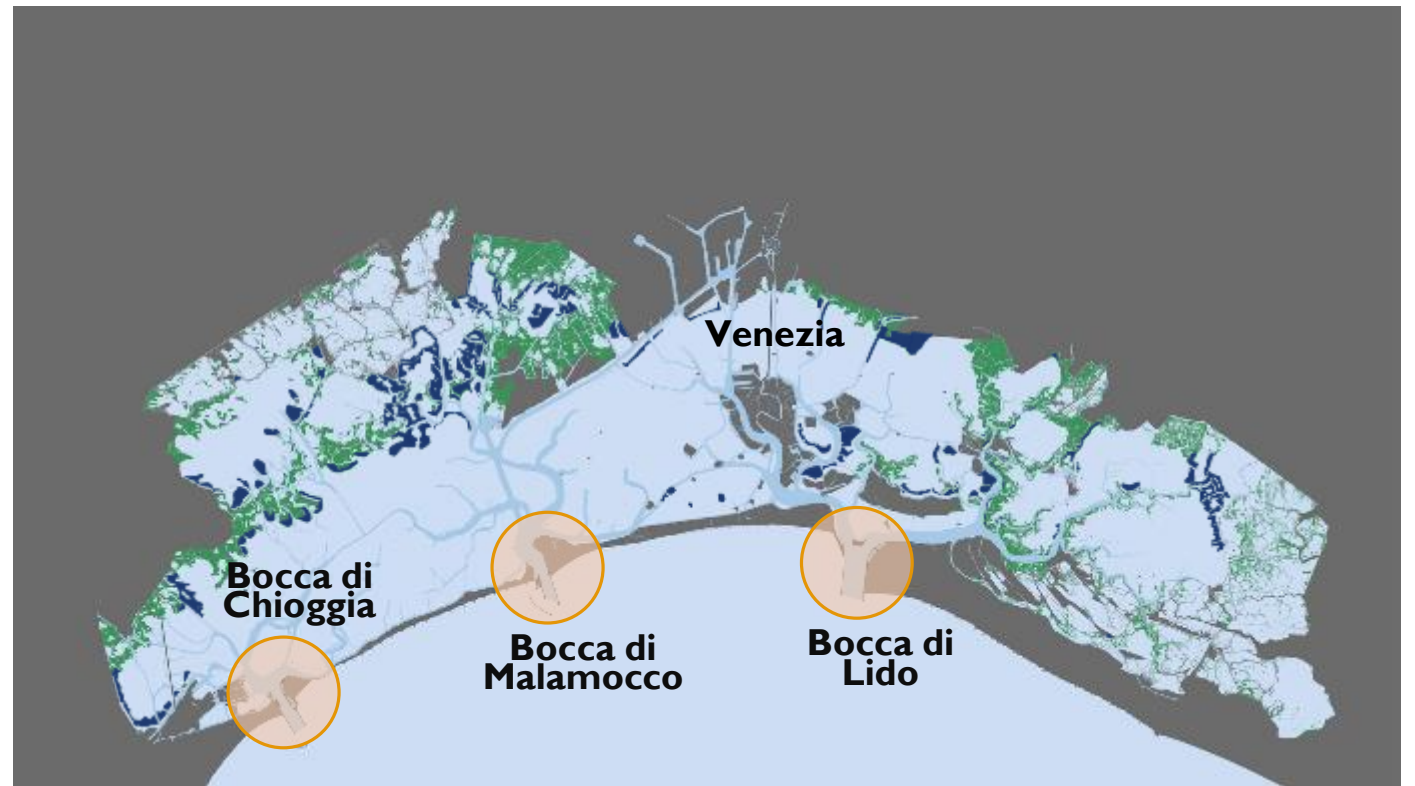 Venezia
Bocca di
Chioggia
Bocca di
Malamocco
Bocca di
Lido